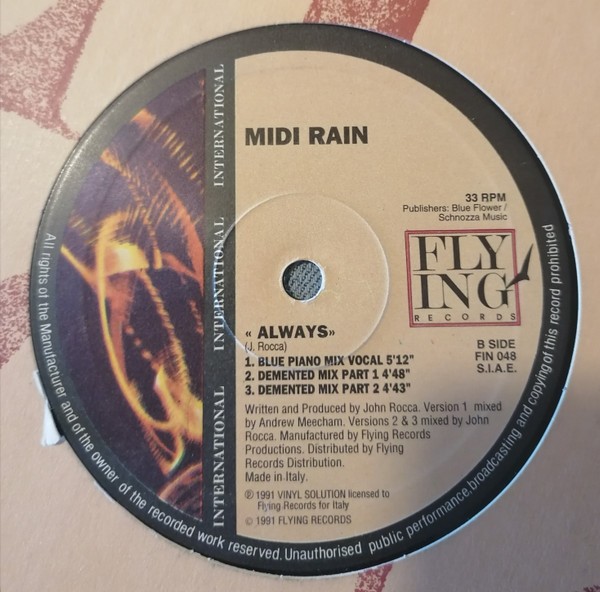 MIDI RAIN
33 RPM
Publishers: Blue Flower /
Schnozza Music
FLY
ING
RECORDS
« ALWAYS»
(J. Rocca)
1. BLUE PIANO MIX VOCAL 5'12"
2. DEMENTED MIX PART 1 4'48"
3. DEMENTED MIX PART 2 4'43"
B SIDE
FIN 048
S.I.A.E.
Written and Produced by John Rocca. Version 1 mixed
by Andrew Meecham. Versions 2 & 3 mixed by John
Rocca. Manufactured by Flying Records
Productions. Distributed by Flying
Records Distribution.
Made in Italy.
℗ 1991 VINYL SOLUTION licensed to
Flying Records for Italy
© 1991 FLYING RECORDS
INTERNATIONAL INTERNATIONAL INTERNATIONAL
All rights of the Manufacturer and of the owner of the recorded work reserved. Unauthorised public performance, broadcasting and copying of this record prohibited